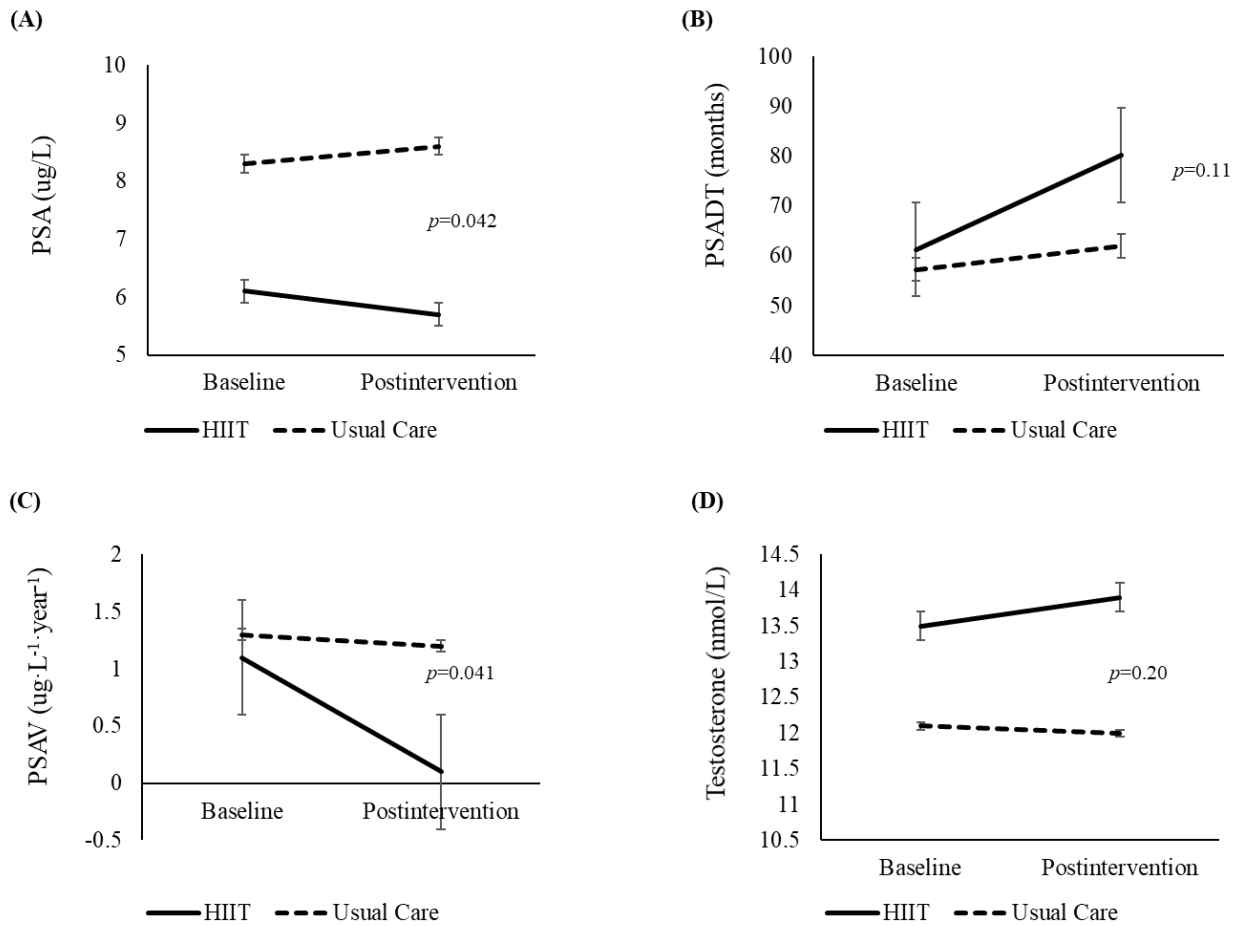 (A)
PSA (ug/L)
10
9
8
7
6
5
p=0.042
Baseline Postintervention
HIIT Usual Care
(B)
PSADT (months)
100
90
80
70
60
50
40
p=0.11
Baseline Postintervention
HIIT Usual Care
(C)
PSAV (ug·L⁻¹·year⁻¹)
2
1.5
1
0.5
0
-0.5
p=0.041
Baseline Postintervention
HIIT Usual Care
(D)
Testosterone (nmol/L)
14.5
14
13.5
13
12.5
12
11.5
11
10.5
p=0.20
Baseline Postintervention
HIIT Usual Care